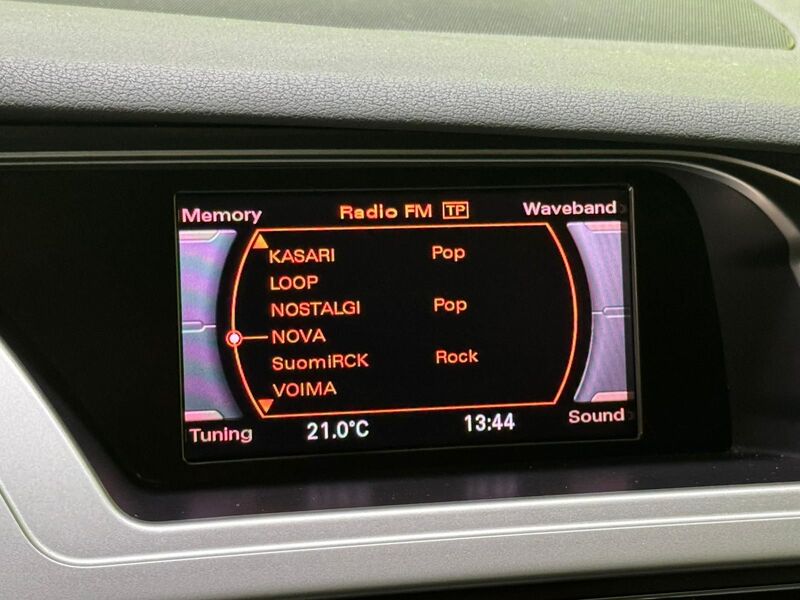 Memory Radio FM TP Waveband
KASARI Pop
LOOP
NOSTALGI Pop
NOVA
SuomiRCK Rock
VOIMA
Tuning 21.0°C 13:44 Sound